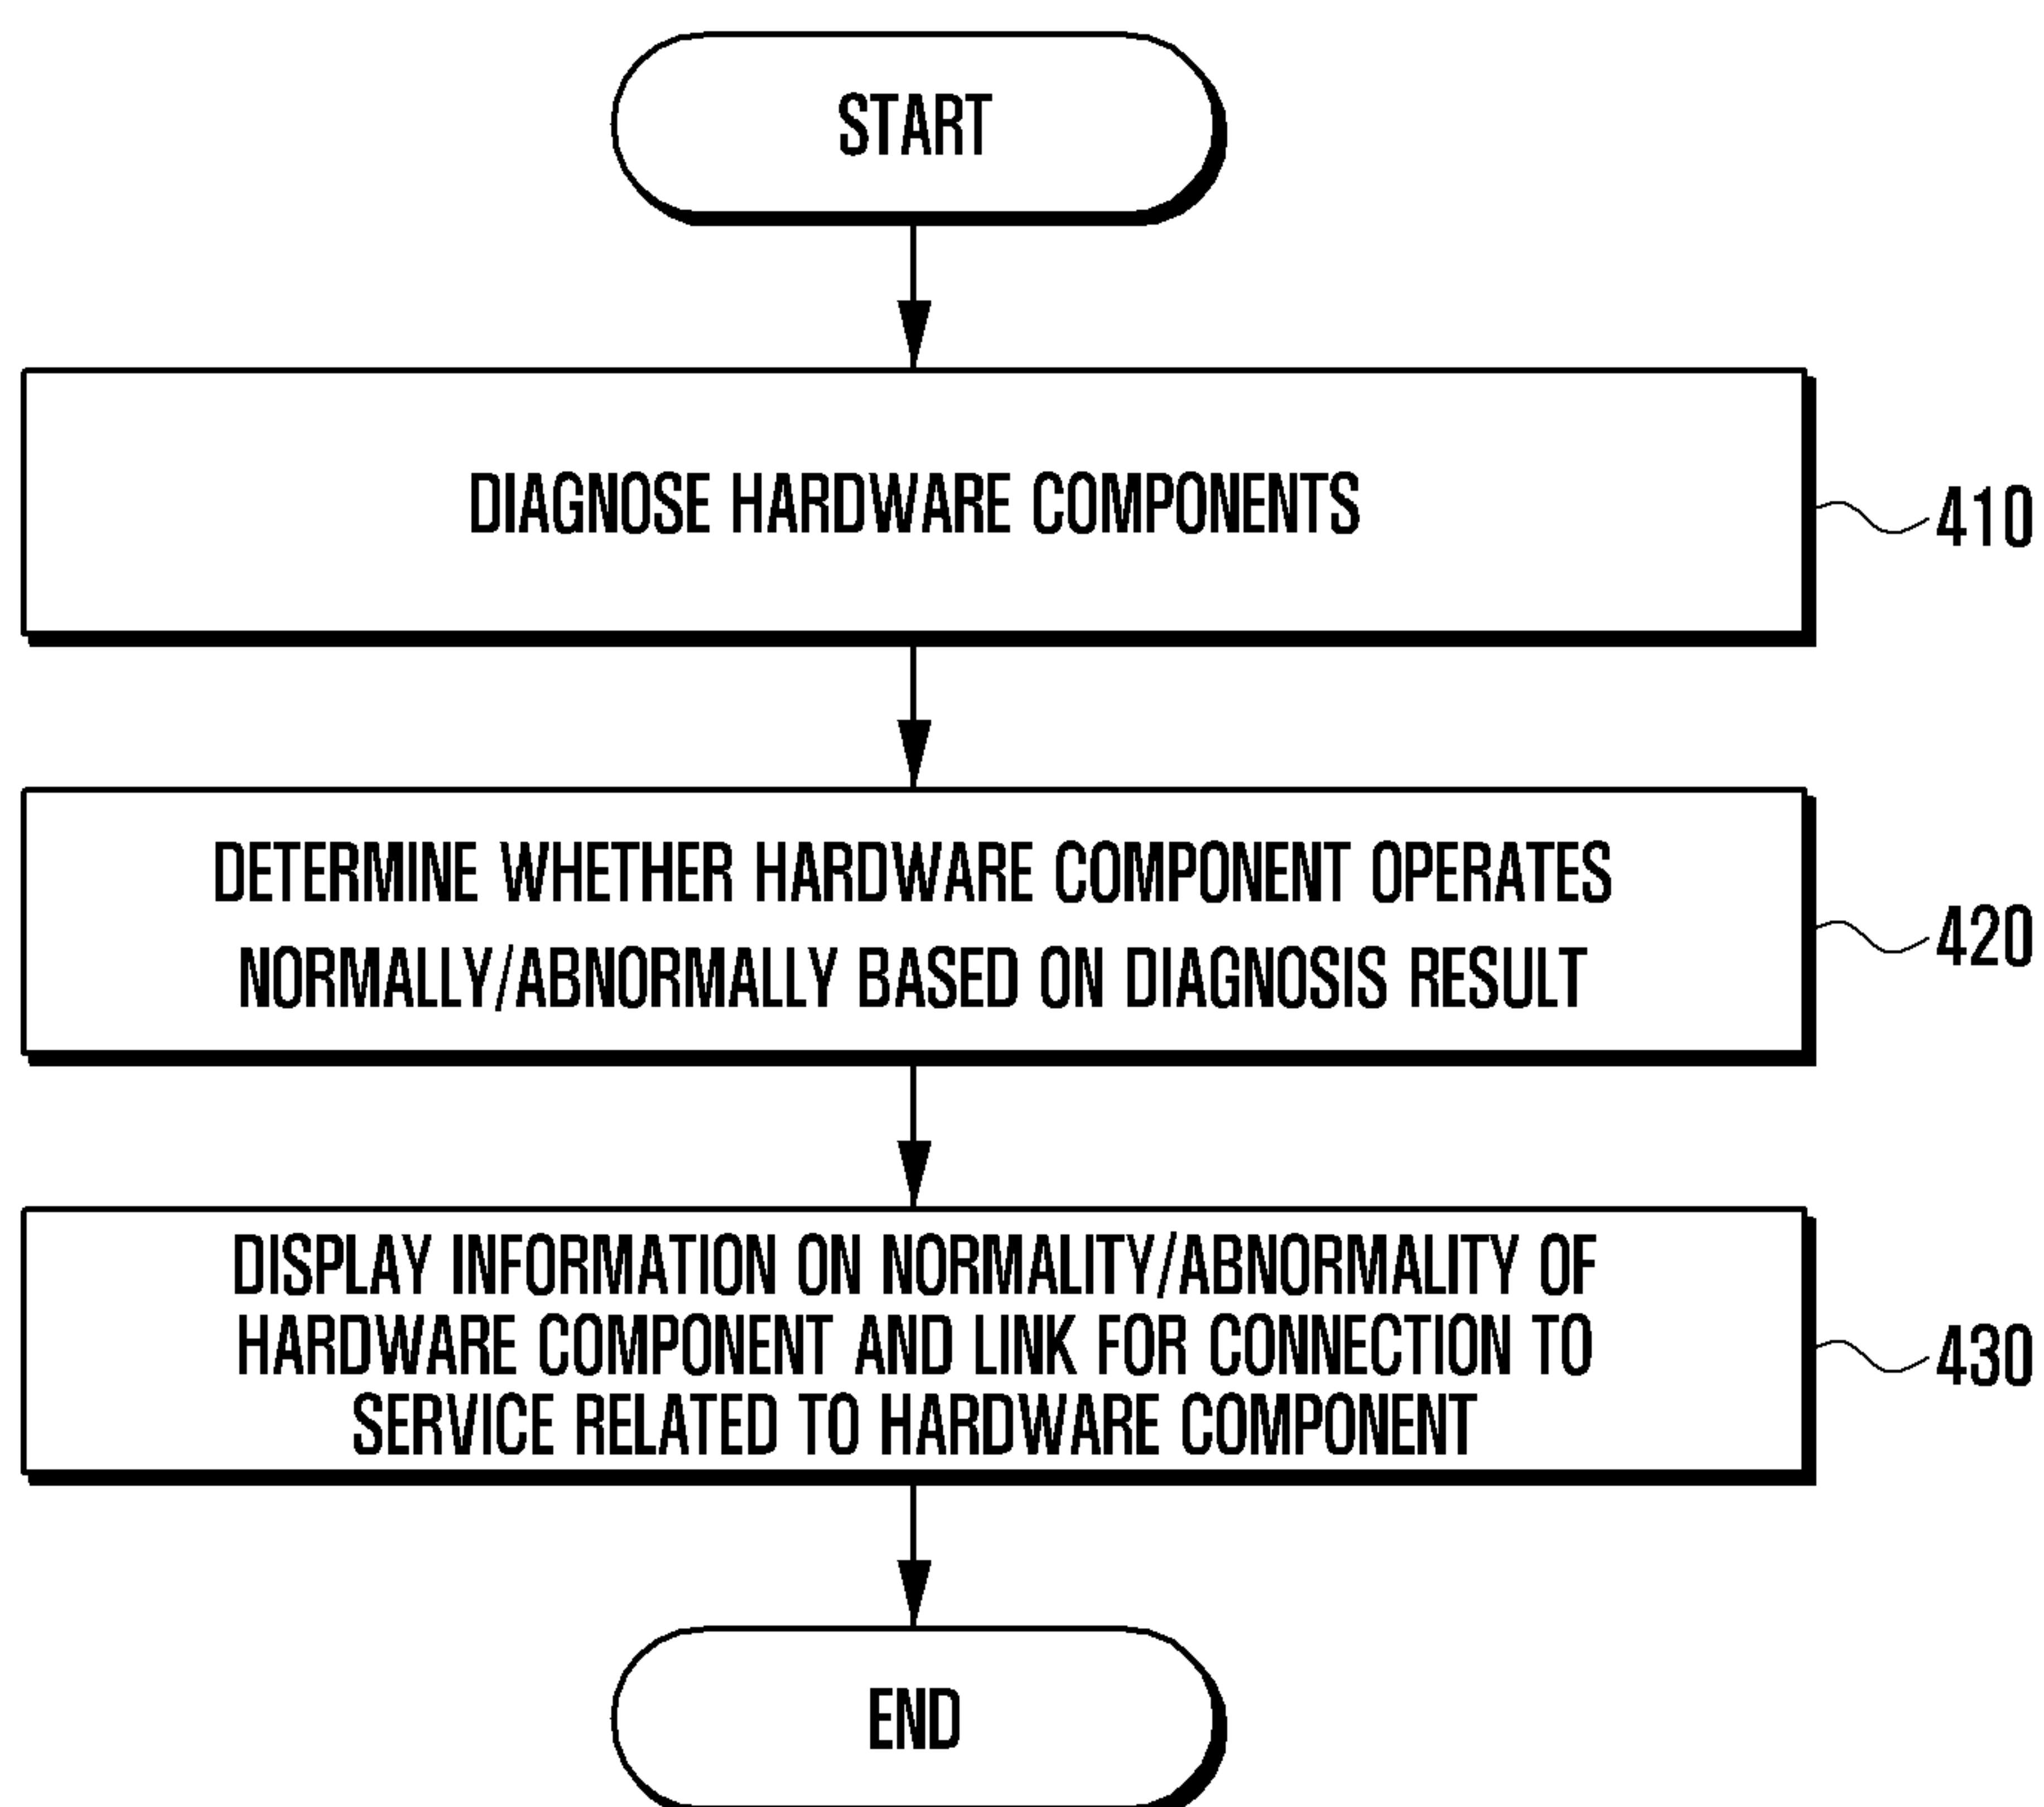 START
DIAGNOSE HARDWARE COMPONENTS
410
DETERMINE WHETHER HARDWARE COMPONENT OPERATES
NORMALLY/ABNORMALLY BASED ON DIAGNOSIS RESULT
420
DISPLAY INFORMATION ON NORMALITY/ABNORMALITY OF
HARDWARE COMPONENT AND LINK FOR CONNECTION TO
SERVICE RELATED TO HARDWARE COMPONENT
430
END